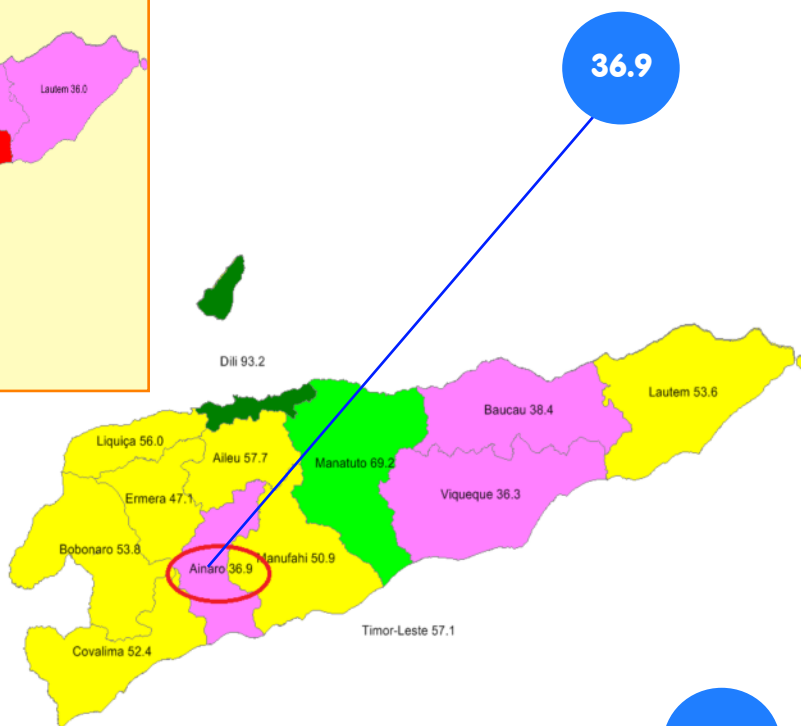 36.9
Lautem 36.0
Dili 93.2
Lautem 53.6
Baucau 38.4
Liquiça 56.0
Aileu 57.7
Manatuto 69.2
Ermera 47.1
Viqueque 36.3
Bobonaro 53.8
Manufahi 50.9
Ainaro 36.9
Timor-Leste 57.1
Covalima 52.4